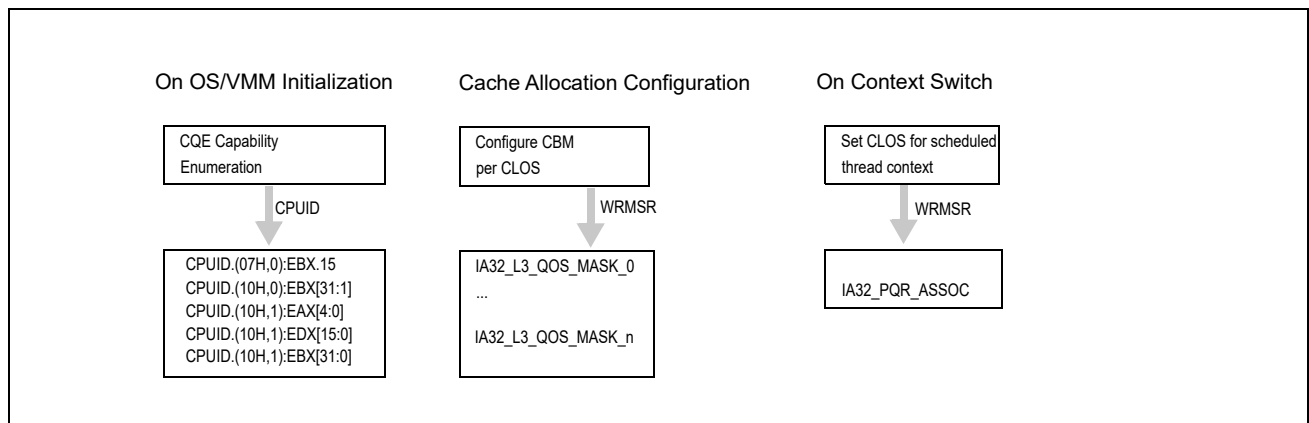 On OS/VMM Initialization
CQE Capability
Enumeration
CPUID
CPUID.(07H,0):EBX.15
CPUID.(10H,0):EBX[31:1]
CPUID.(10H,1):EAX[4:0]
CPUID.(10H,1):EDX[15:0]
CPUID.(10H,1):EBX[31:0]
Cache Allocation Configuration
Configure CBM
per CLOS
WRMSR
IA32_L3_QOS_MASK_0
...
IA32_L3_QOS_MASK_n
On Context Switch
Set CLOS for scheduled
thread context
WRMSR
IA32_PQR_ASSOC